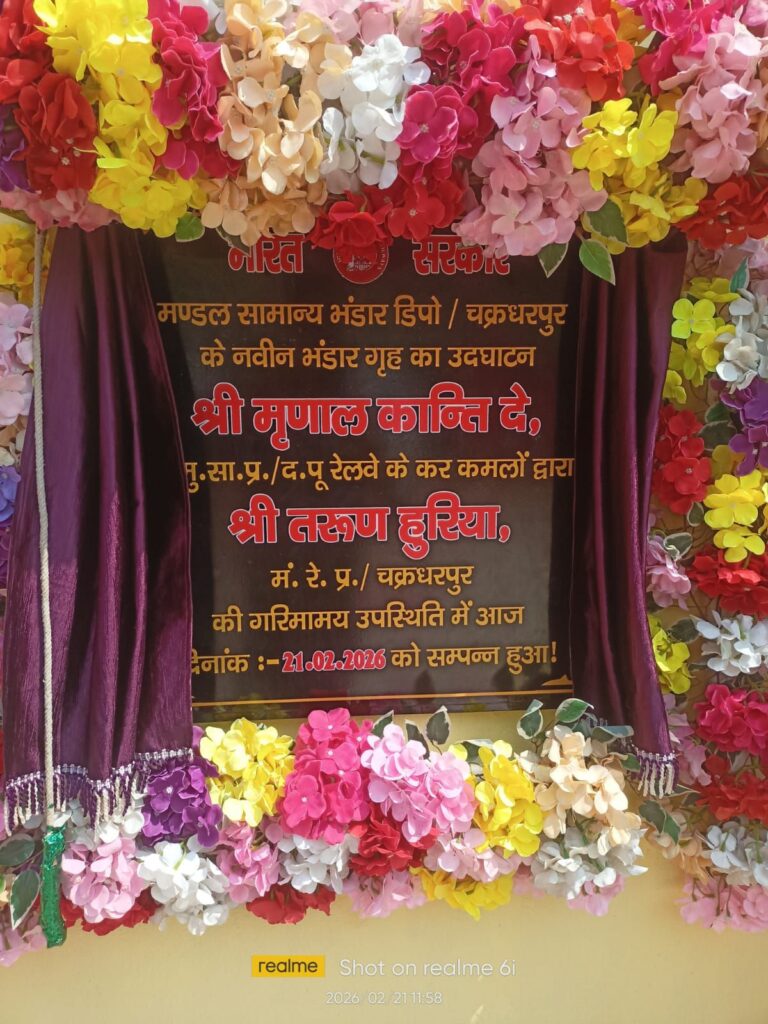 भारत सरकार
मण्डल सामान्य भंडार डिपो / चक्रधरपुर
के नवीन भंडार गृह का उदघाटन
श्री मृणाल कान्ति दे,
मु.सा.प्र./द.पू रेलवे के कर कमलों द्वारा
श्री तरूण हुरिया,
मं. रे. प्र./ चक्रधरपुर
की गरिमामय उपस्थिति में आज
दिनांक :-21.02.2026 को सम्पन्न हुआ!
realme Shot on realme 6i
2026/02/21 11:58